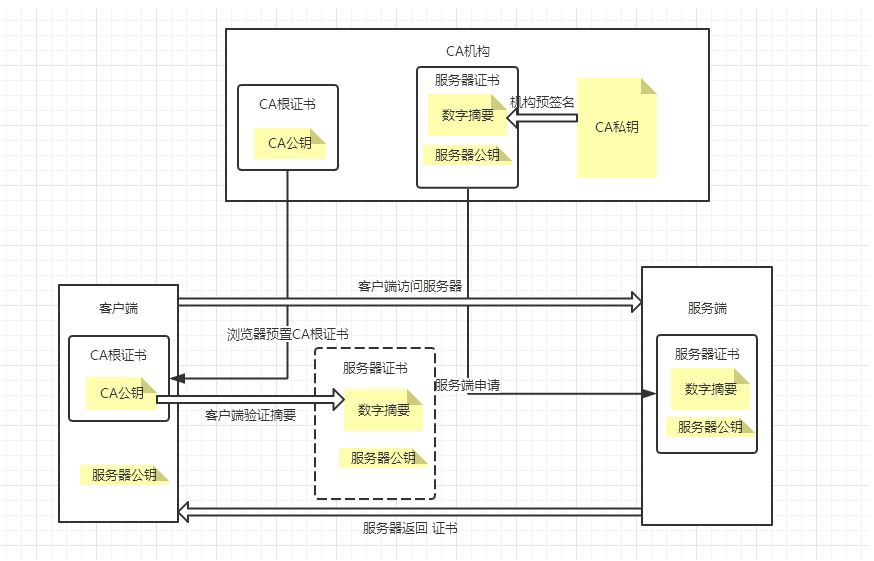 CA机构
服务器证书
机构预签名
CA根证书
数字摘要
CA私钥
CA公钥
服务器公钥
客户端访问服务器
客户端
服务端
浏览器预置CA根证书
CA根证书
服务器证书
服务器证书
服务端申请
CA公钥
数字摘要
数字摘要
客户端验证摘要
服务器公钥
服务器公钥
服务器公钥
服务器返回 证书